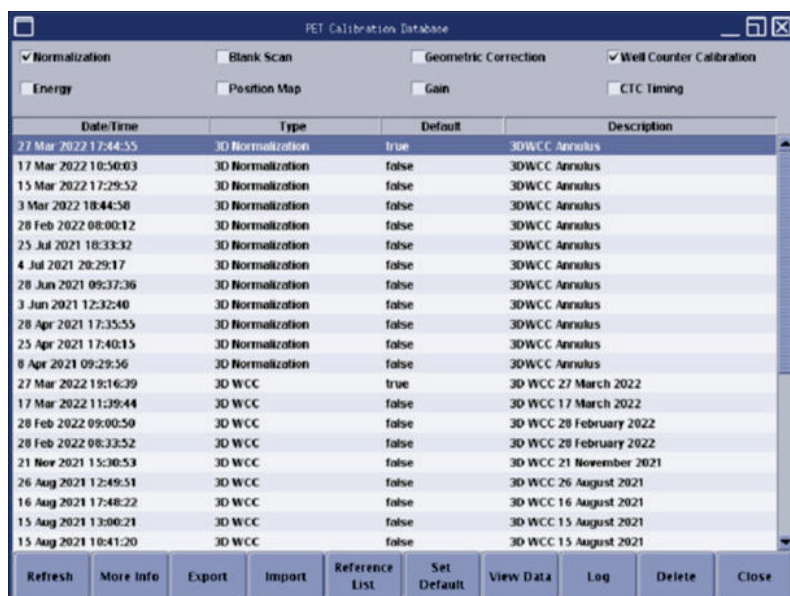 PET Calibration Database
Normalization Blank Scan Geometric Correction Well Counter Calibration
Energy Position Map Gain CTC Timing
Date/Time Type Default Description
27 Mar 2022 17:44:55 3D Normalization true 3DWCC Annulus
17 Mar 2022 10:50:03 3D Normalization false 3DWCC Annulus
15 Mar 2022 17:29:52 3D Normalization false 3DWCC Annulus
3 Mar 2022 18:44:58 3D Normalization false 3DWCC Annulus
28 Feb 2022 08:00:12 3D Normalization false 3DWCC Annulus
25 Jul 2021 18:33:32 3D Normalization false 3DWCC Annulus
4 Jul 2021 20:29:17 3D Normalization false 3DWCC Annulus
28 Jun 2021 09:37:36 3D Normalization false 3DWCC Annulus
3 Jun 2021 12:32:40 3D Normalization false 3DWCC Annulus
28 Apr 2021 17:35:55 3D Normalization false 3DWCC Annulus
25 Apr 2021 17:40:15 3D Normalization false 3DWCC Annulus
8 Apr 2021 09:29:56 3D Normalization false 3DWCC Annulus
27 Mar 2022 19:16:39 3D WCC true 3D WCC 27 March 2022
17 Mar 2022 11:39:44 3D WCC false 3D WCC 17 March 2022
28 Feb 2022 09:00:50 3D WCC false 3D WCC 28 February 2022
28 Feb 2022 08:33:52 3D WCC false 3D WCC 28 February 2022
21 Nov 2021 15:30:53 3D WCC false 3D WCC 21 November 2021
26 Aug 2021 12:49:51 3D WCC false 3D WCC 26 August 2021
16 Aug 2021 17:48:22 3D WCC false 3D WCC 16 August 2021
15 Aug 2021 13:00:21 3D WCC false 3D WCC 15 August 2021
15 Aug 2021 10:41:20 3D WCC false 3D WCC 15 August 2021
Refresh More Info Export Import Reference List Set Default View Data Log Delete Close